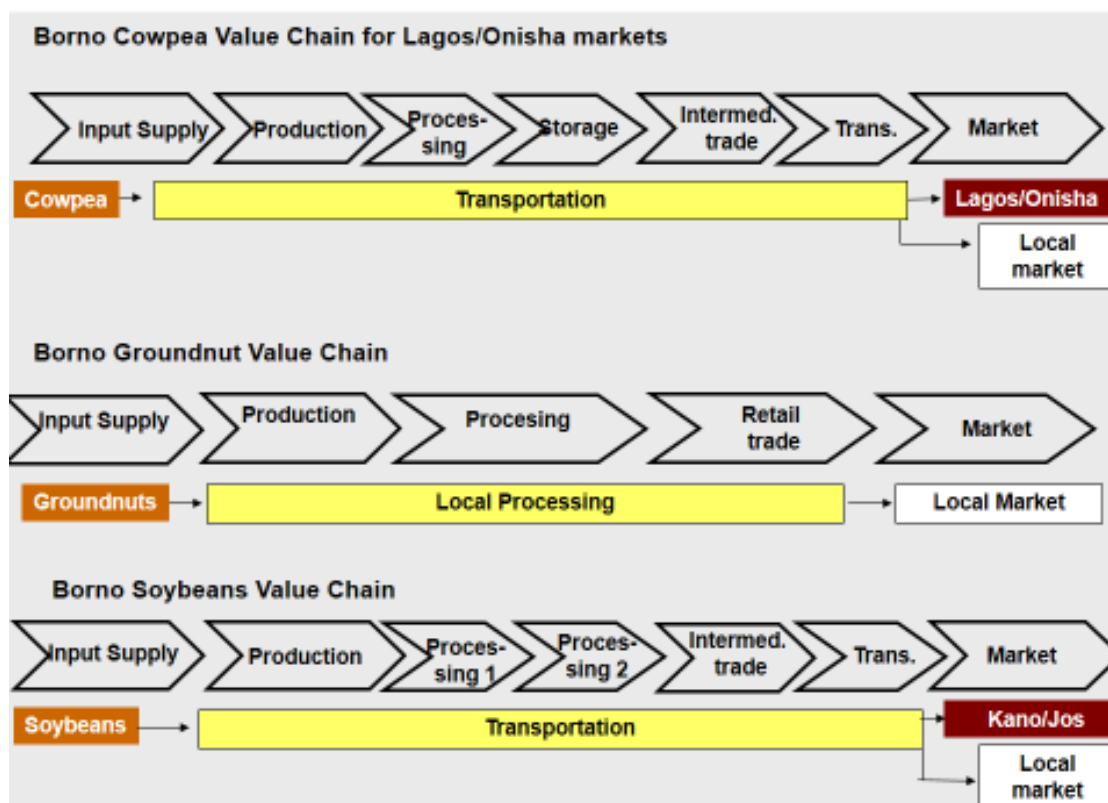 Borno Cowpea Value Chain for Lagos/Onisha markets
Input Supply
Production
Proces-
sing
Storage
Intermed.
trade
Trans.
Market
Cowpea
Transportation
Lagos/Onisha
Local
market
Borno Groundnut Value Chain
Input Supply
Production
Procesing
Retail
trade
Market
Groundnuts
Local Processing
Local Market
Borno Soybeans Value Chain
Input Supply
Production
Proces-
sing 1
Proces-
sing 2
Intermed.
trade
Trans.
Market
Soybeans
Transportation
Kano/Jos
Local
market